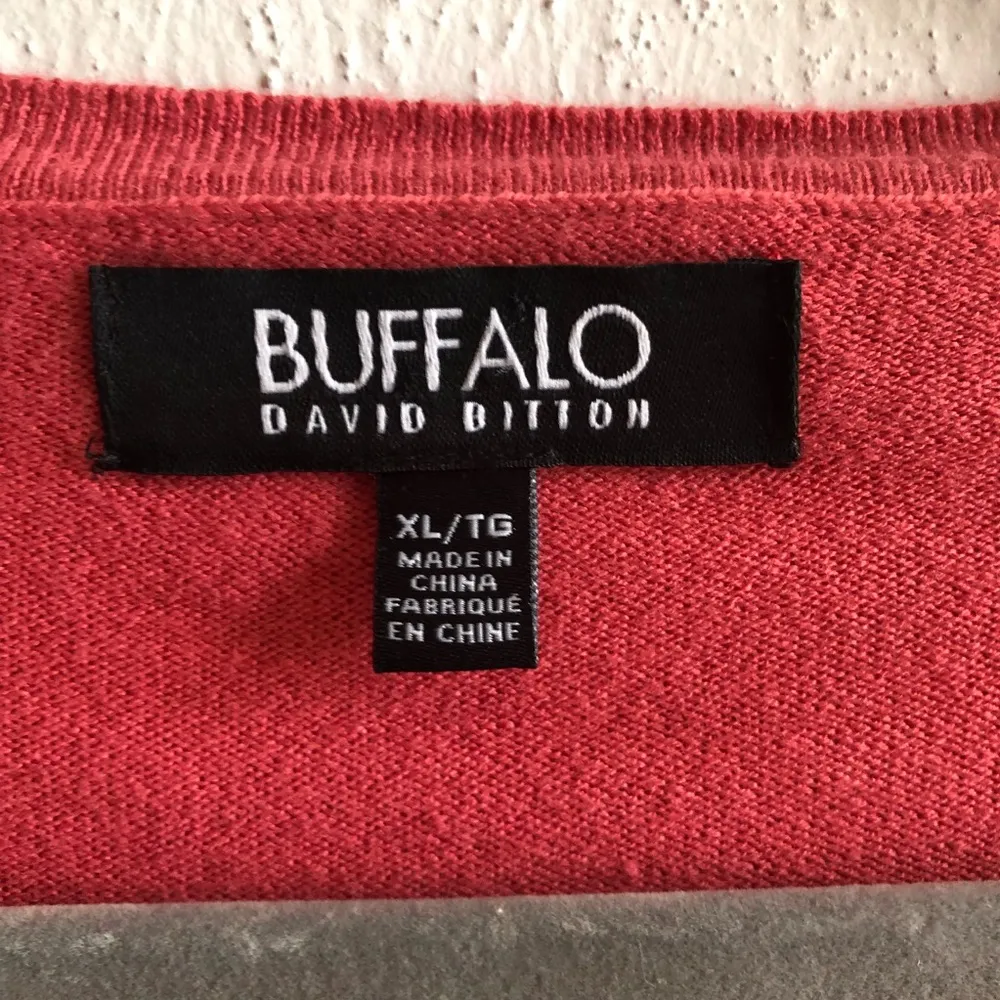 BUFFALO
DAVID BITTON
XL/TG
MADE IN
CHINA
FABRIQUÉ
EN CHINE